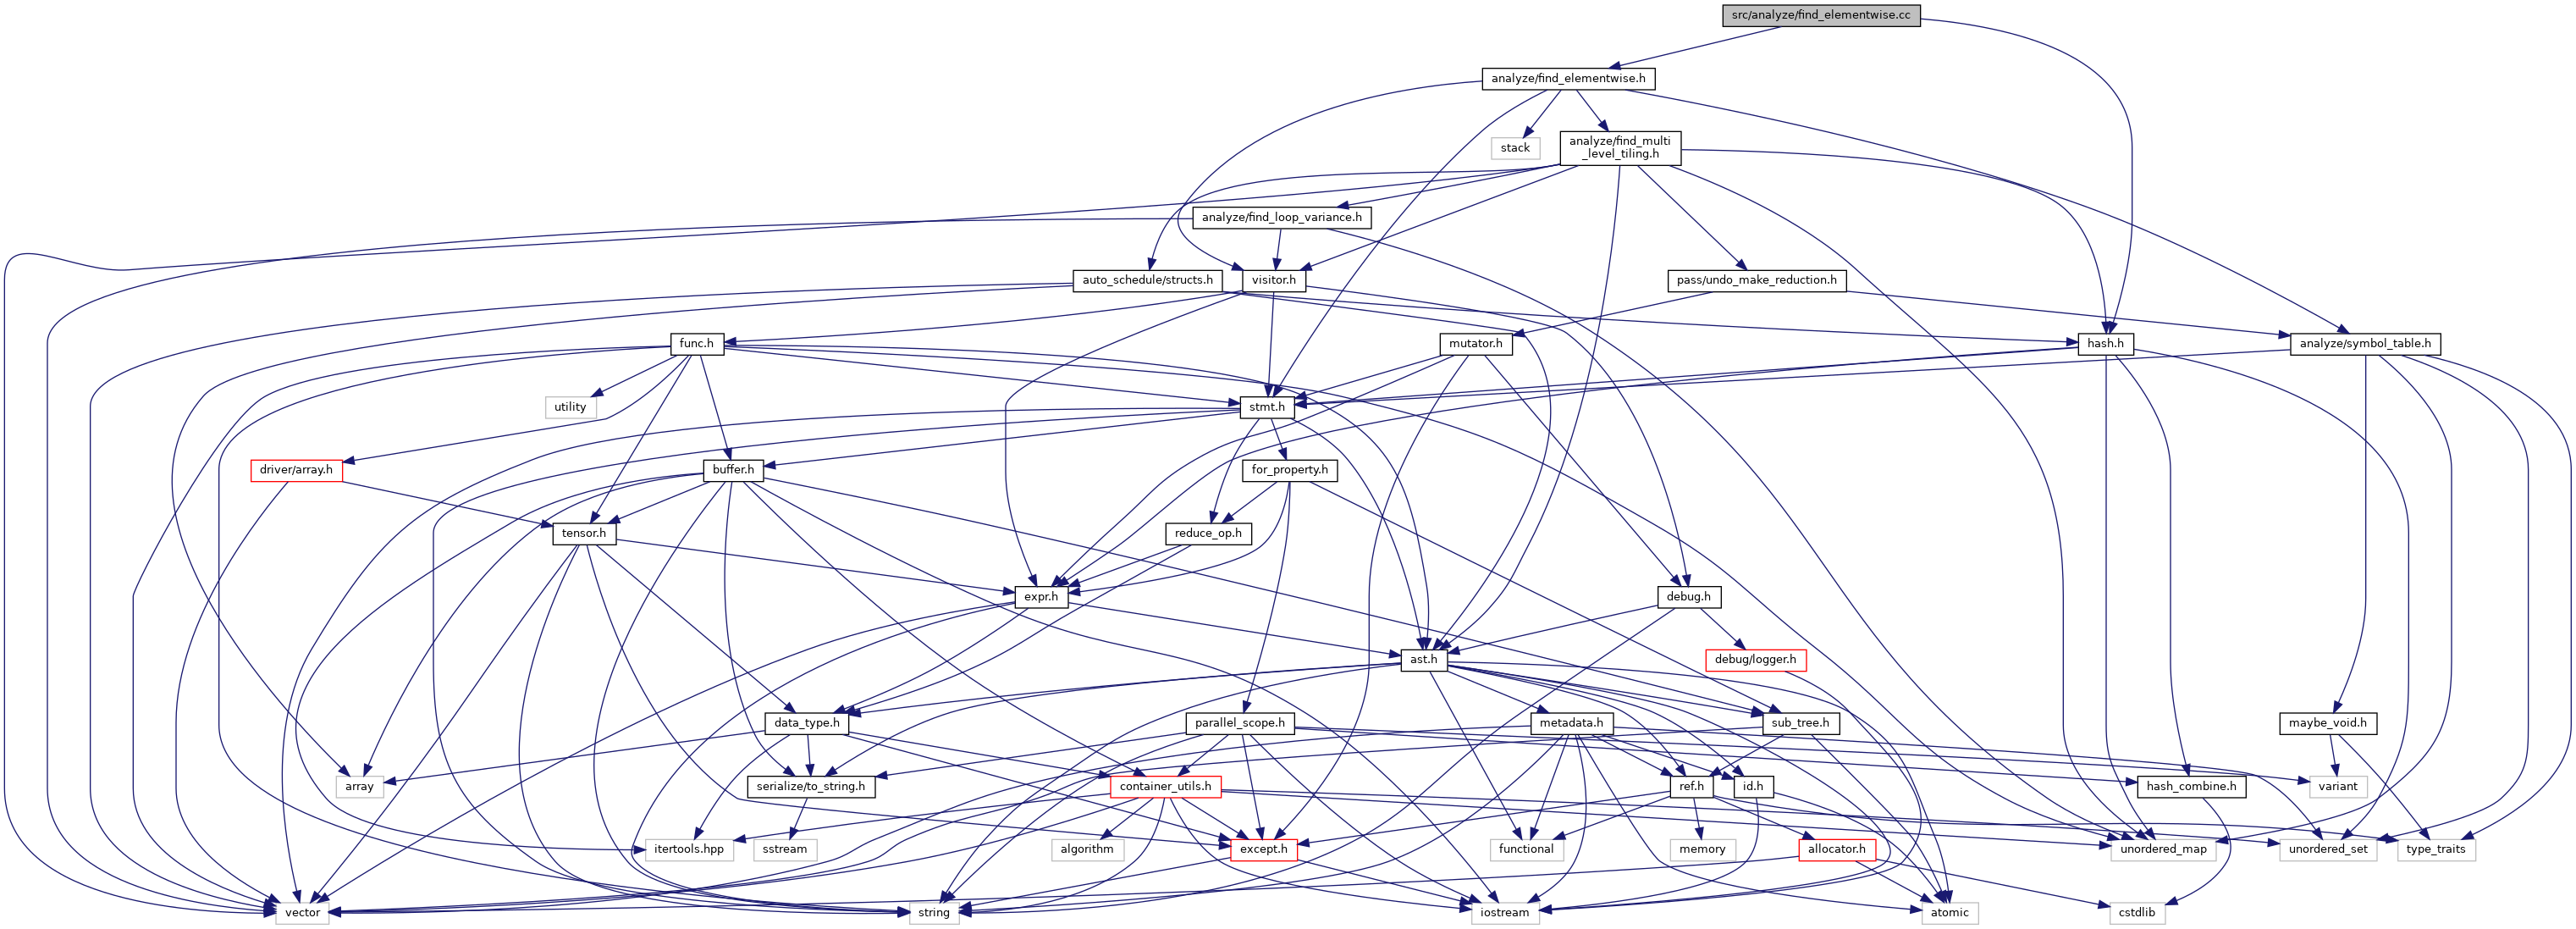 src/analyze/find_elementwise.cc
analyze/find_elementwise.h
stack
analyze/find_multi
_level_tiling.h
analyze/find_loop_variance.h
auto_schedule/structs.h
visitor.h
pass/undo_make_reduction.h
func.h
mutator.h
hash.h
analyze/symbol_table.h
utility
stmt.h
driver/array.h
buffer.h
for_property.h
tensor.h
reduce_op.h
expr.h
debug.h
ast.h
debug/logger.h
data_type.h
parallel_scope.h
metadata.h
sub_tree.h
maybe_void.h
array
serialize/to_string.h
container_utils.h
ref.h
id.h
hash_combine.h
variant
itertools.hpp
sstream
algorithm
except.h
functional
memory
allocator.h
unordered_map
unordered_set
type_traits
vector
string
iostream
atomic
cstdlib